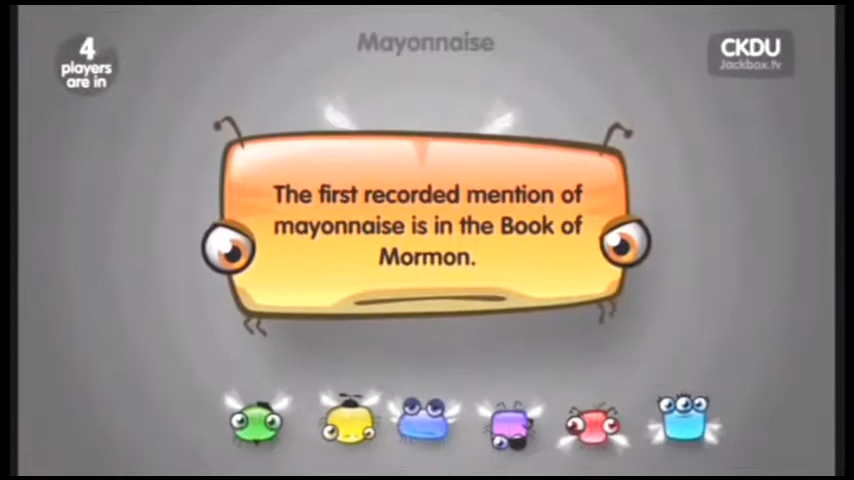 4
players
are in
Mayonnaise
CKDU
Jackbox.tv
The first recorded mention of
mayonnaise is in the Book of
Mormon.